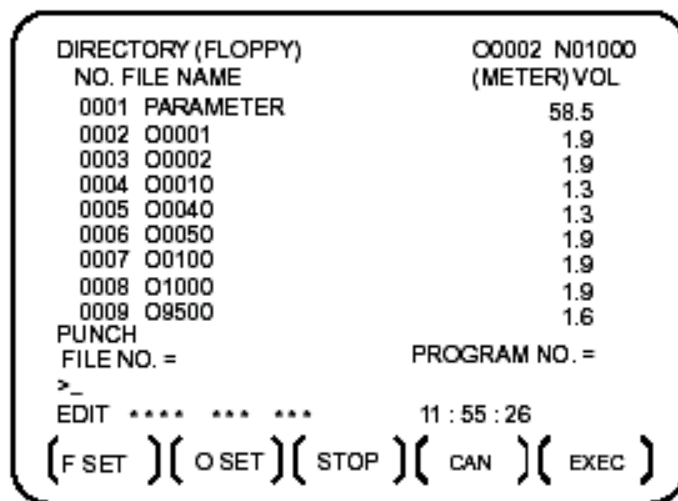 DIRECTORY (FLOPPY) O0002 N01000
NO. FILE NAME (METER) VOL
0001 PARAMETER 58.5
0002 O0001 1.9
0003 O0002 1.9
0004 O0010 1.3
0005 O0040 1.3
0006 O0050 1.9
0007 O0100 1.9
0008 O1000 1.9
0009 O9500 1.6
PUNCH
FILE NO. = PROGRAM NO. =
>_
EDIT **** *** *** 11 : 55 : 26
[F SET] [O SET] [STOP] [CAN] [EXEC]